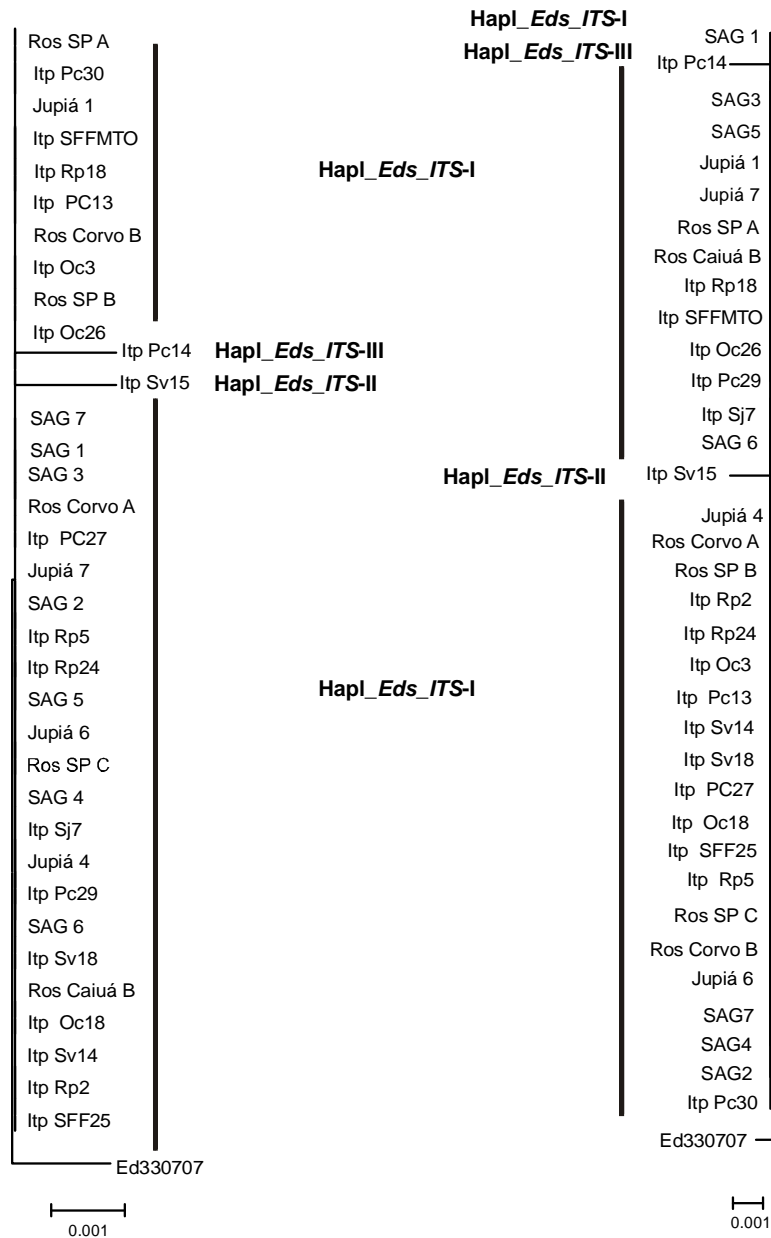 Ros SP A
Itp Pc30
Jupiá 1
Itp SFFMTO
Itp Rp18
Itp PC13
Ros Corvo B
Itp Oc3
Ros SP B
Itp Oc26
Hapl_Eds_ITS-I
Itp Pc14 Hapl_Eds_ITS-III
Itp Sv15 Hapl_Eds_ITS-II
SAG 7
SAG 1
SAG 3
Ros Corvo A
Itp PC27
Jupiá 7
SAG 2
Itp Rp5
Itp Rp24
SAG 5
Jupiá 6
Ros SP C
SAG 4
Itp Sj7
Jupiá 4
Itp Pc29
SAG 6
Itp Sv18
Ros Caiuá B
Itp Oc18
Itp Sv14
Itp Rp2
Itp SFF25
Hapl_Eds_ITS-I
Ed330707
0.001
Hapl_Eds_ITS-I
SAG 1
Hapl_Eds_ITS-III
Itp Pc14
SAG3
SAG5
Jupiá 1
Jupiá 7
Ros SP A
Ros Caiuá B
Itp Rp18
Itp SFFMTO
Itp Oc26
Itp Pc29
Itp Sj7
SAG 6
Hapl_Eds_ITS-II Itp Sv15
Jupiá 4
Ros Corvo A
Ros SP B
Itp Rp2
Itp Rp24
Itp Oc3
Itp Pc13
Itp Sv14
Itp Sv18
Itp PC27
Itp Oc18
Itp SFF25
Itp Rp5
Ros SP C
Ros Corvo B
Jupiá 6
SAG7
SAG4
SAG2
Itp Pc30
Ed330707
0.001